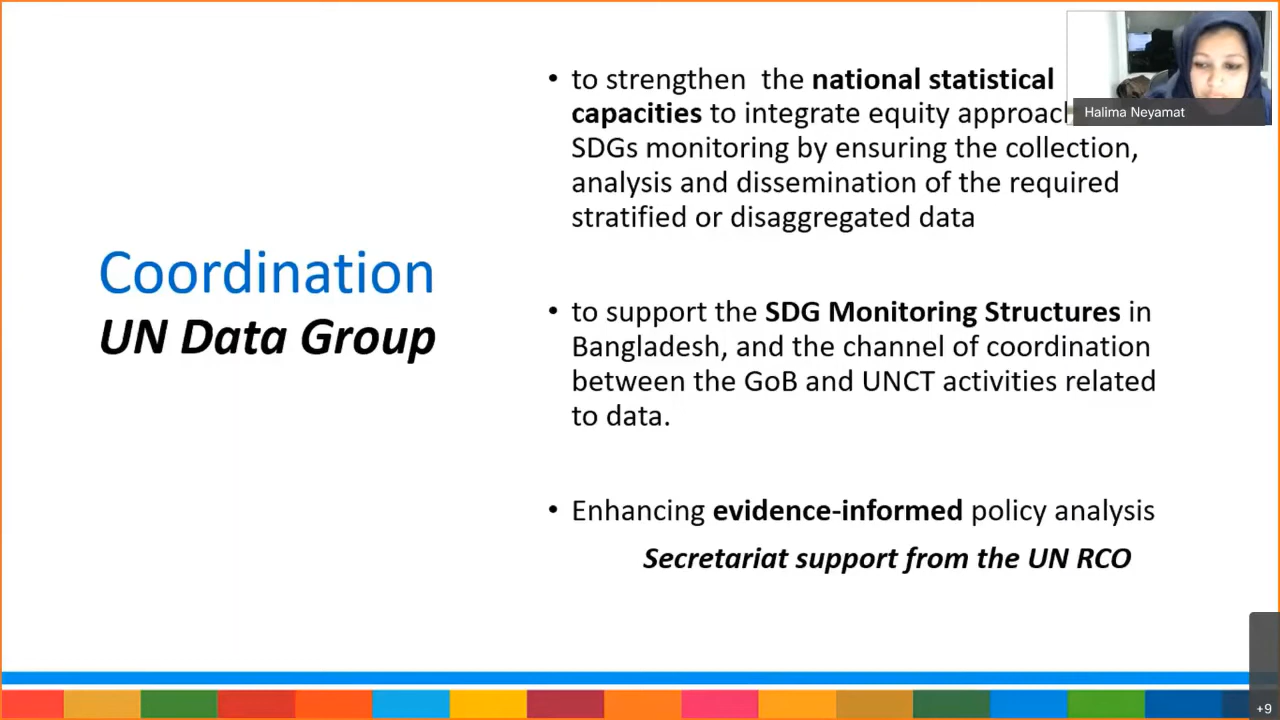 Coordination
UN Data Group
• to strengthen the national statistical
capacities to integrate equity
SDGs monitoring by ensuring the collection,
analysis and dissemination of the required
stratified or disaggregated data
• to support the SDG Monitoring Structures in
Bangladesh, and the channel of coordination
between the GoB and UNCT activities related
to data.
• Enhancing evidence-informed policy analysis
Secretariat support from the UN RCO
Halima Neyamat
+9